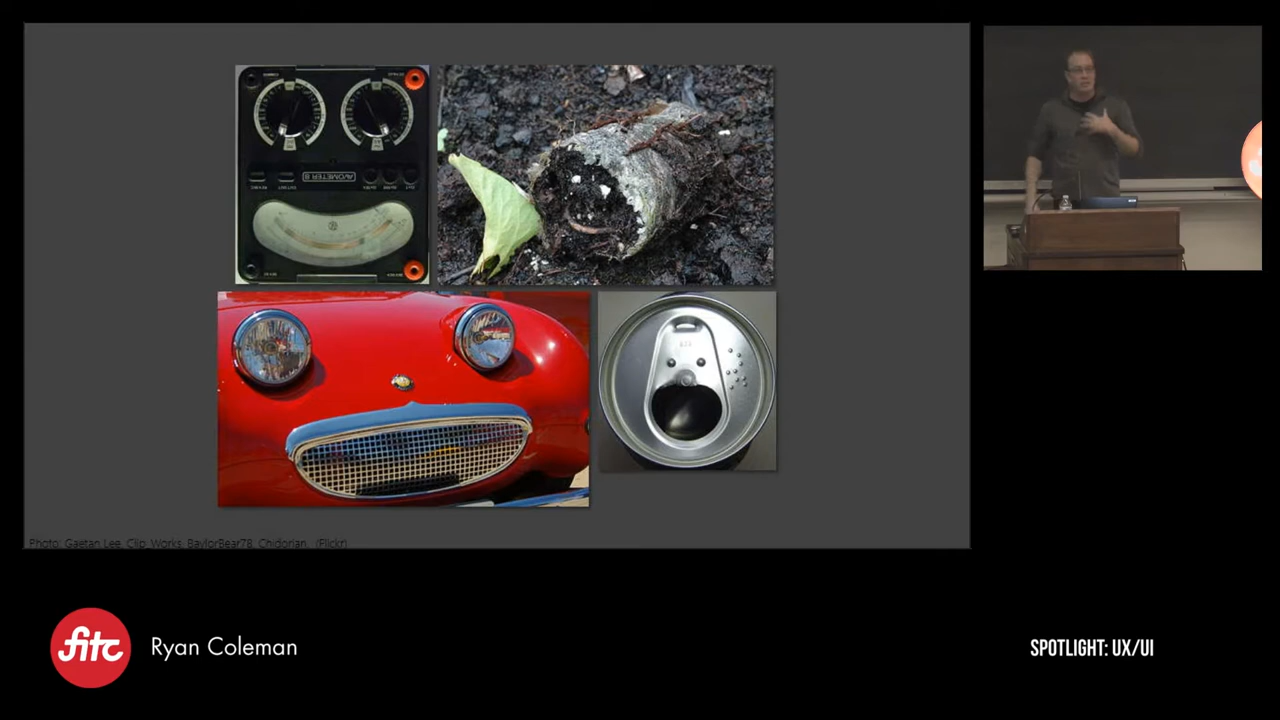 AVOMETER 8
Photo: Gaetan Lee, Clip Works, BaylorBear78, Chidorian, (Flickr)
fitc
Ryan Coleman
SPOTLIGHT: UX/UI